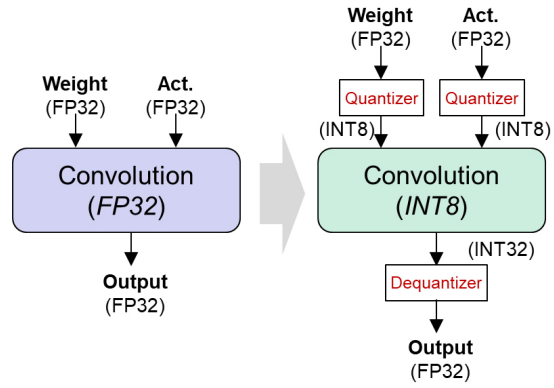 Weight
(FP32)
Act.
(FP32)
Convolution
(FP32)
Output
(FP32)
Weight
(FP32)
Act.
(FP32)
Quantizer
Quantizer
(INT8)
(INT8)
Convolution
(INT8)
(INT32)
Dequantizer
Output
(FP32)